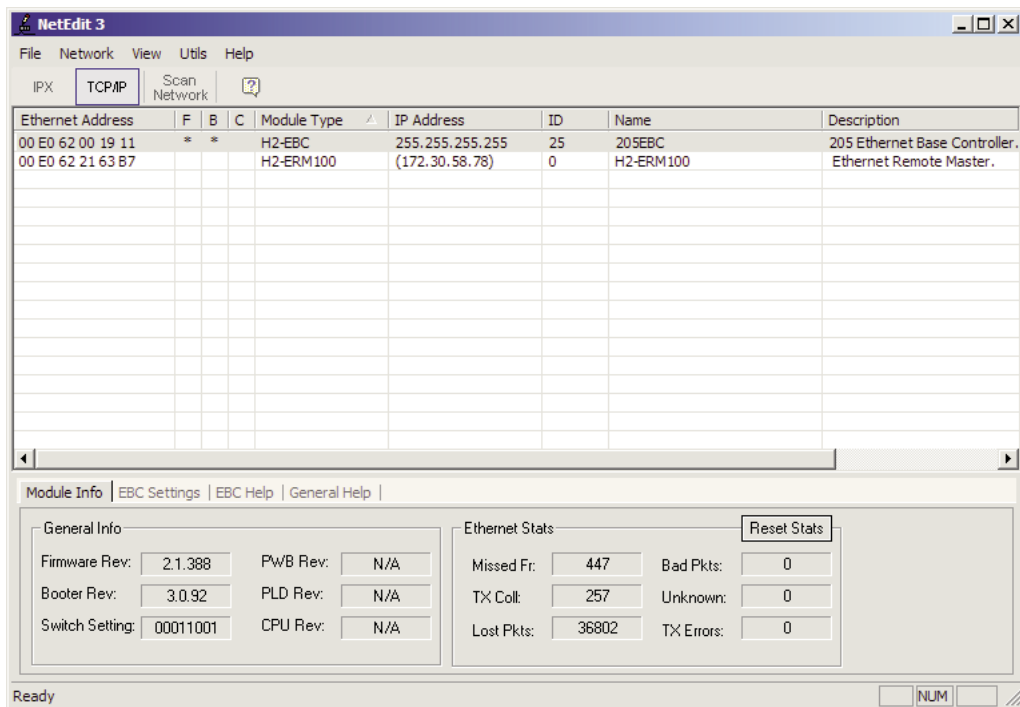 NetEdit 3
File Network View Utils Help
IPX TCP/IP Scan Network
Ethernet Address F B C Module Type IP Address ID Name Description
00 E0 62 00 19 11 * * H2-EBC 255.255.255.255 25 205EBC 205 Ethernet Base Controller.
00 E0 62 21 63 B7 H2-ERM100 (172.30.58.78) 0 H2-ERM100 Ethernet Remote Master.
Module Info | EBC Settings | EBC Help | General Help |
General Info Ethernet Stats Reset Stats
Firmware Rev: 2.1.388 PWB Rev: N/A Missed Fr: 447 Bad Pkts: 0
Booter Rev: 3.0.92 PLD Rev: N/A TX Coll: 257 Unknown: 0
Switch Setting: 00011001 CPU Rev: N/A Lost Pkts: 36802 TX Errors: 0
Ready NUM